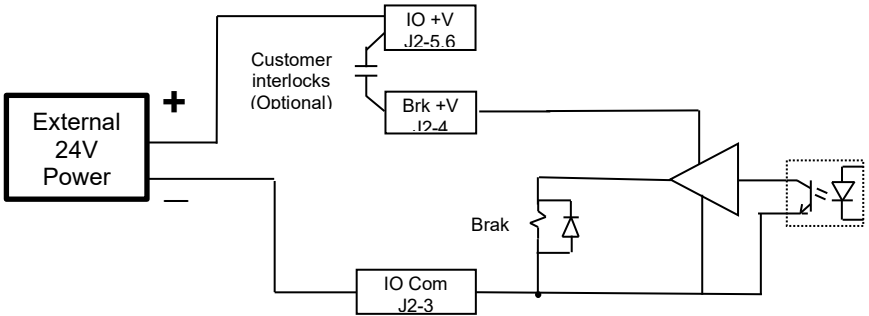 IO +V
J2-5,6
Customer
interlocks
(Optional)
+
External
24V
Power
Brk +V
J2-4
_
Brak
IO Com
J2-3